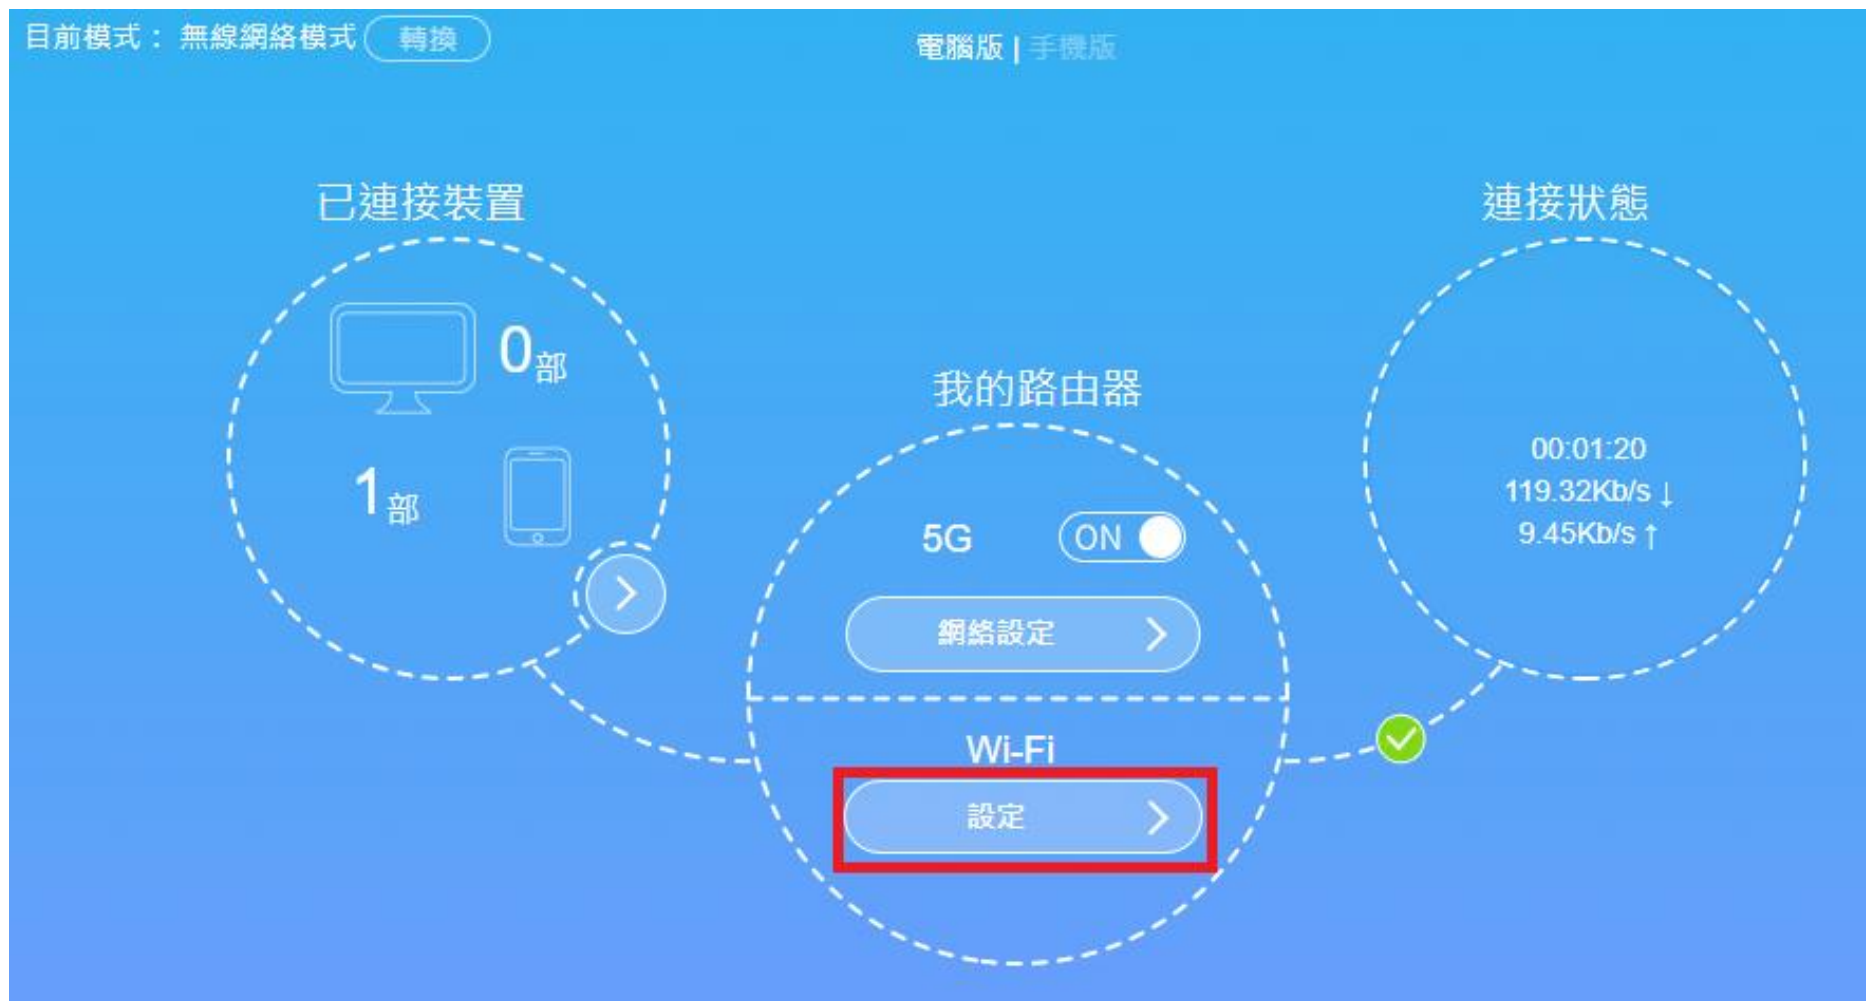 目前模式： 無線網絡模式 轉換
電腦版 | 手機版
已連接裝置
0部
1部
我的路由器
5G ON
網絡設定
Wi-Fi
設定
連接狀態
00:01:20
119.32Kb/s ↓
9.45Kb/s ↑